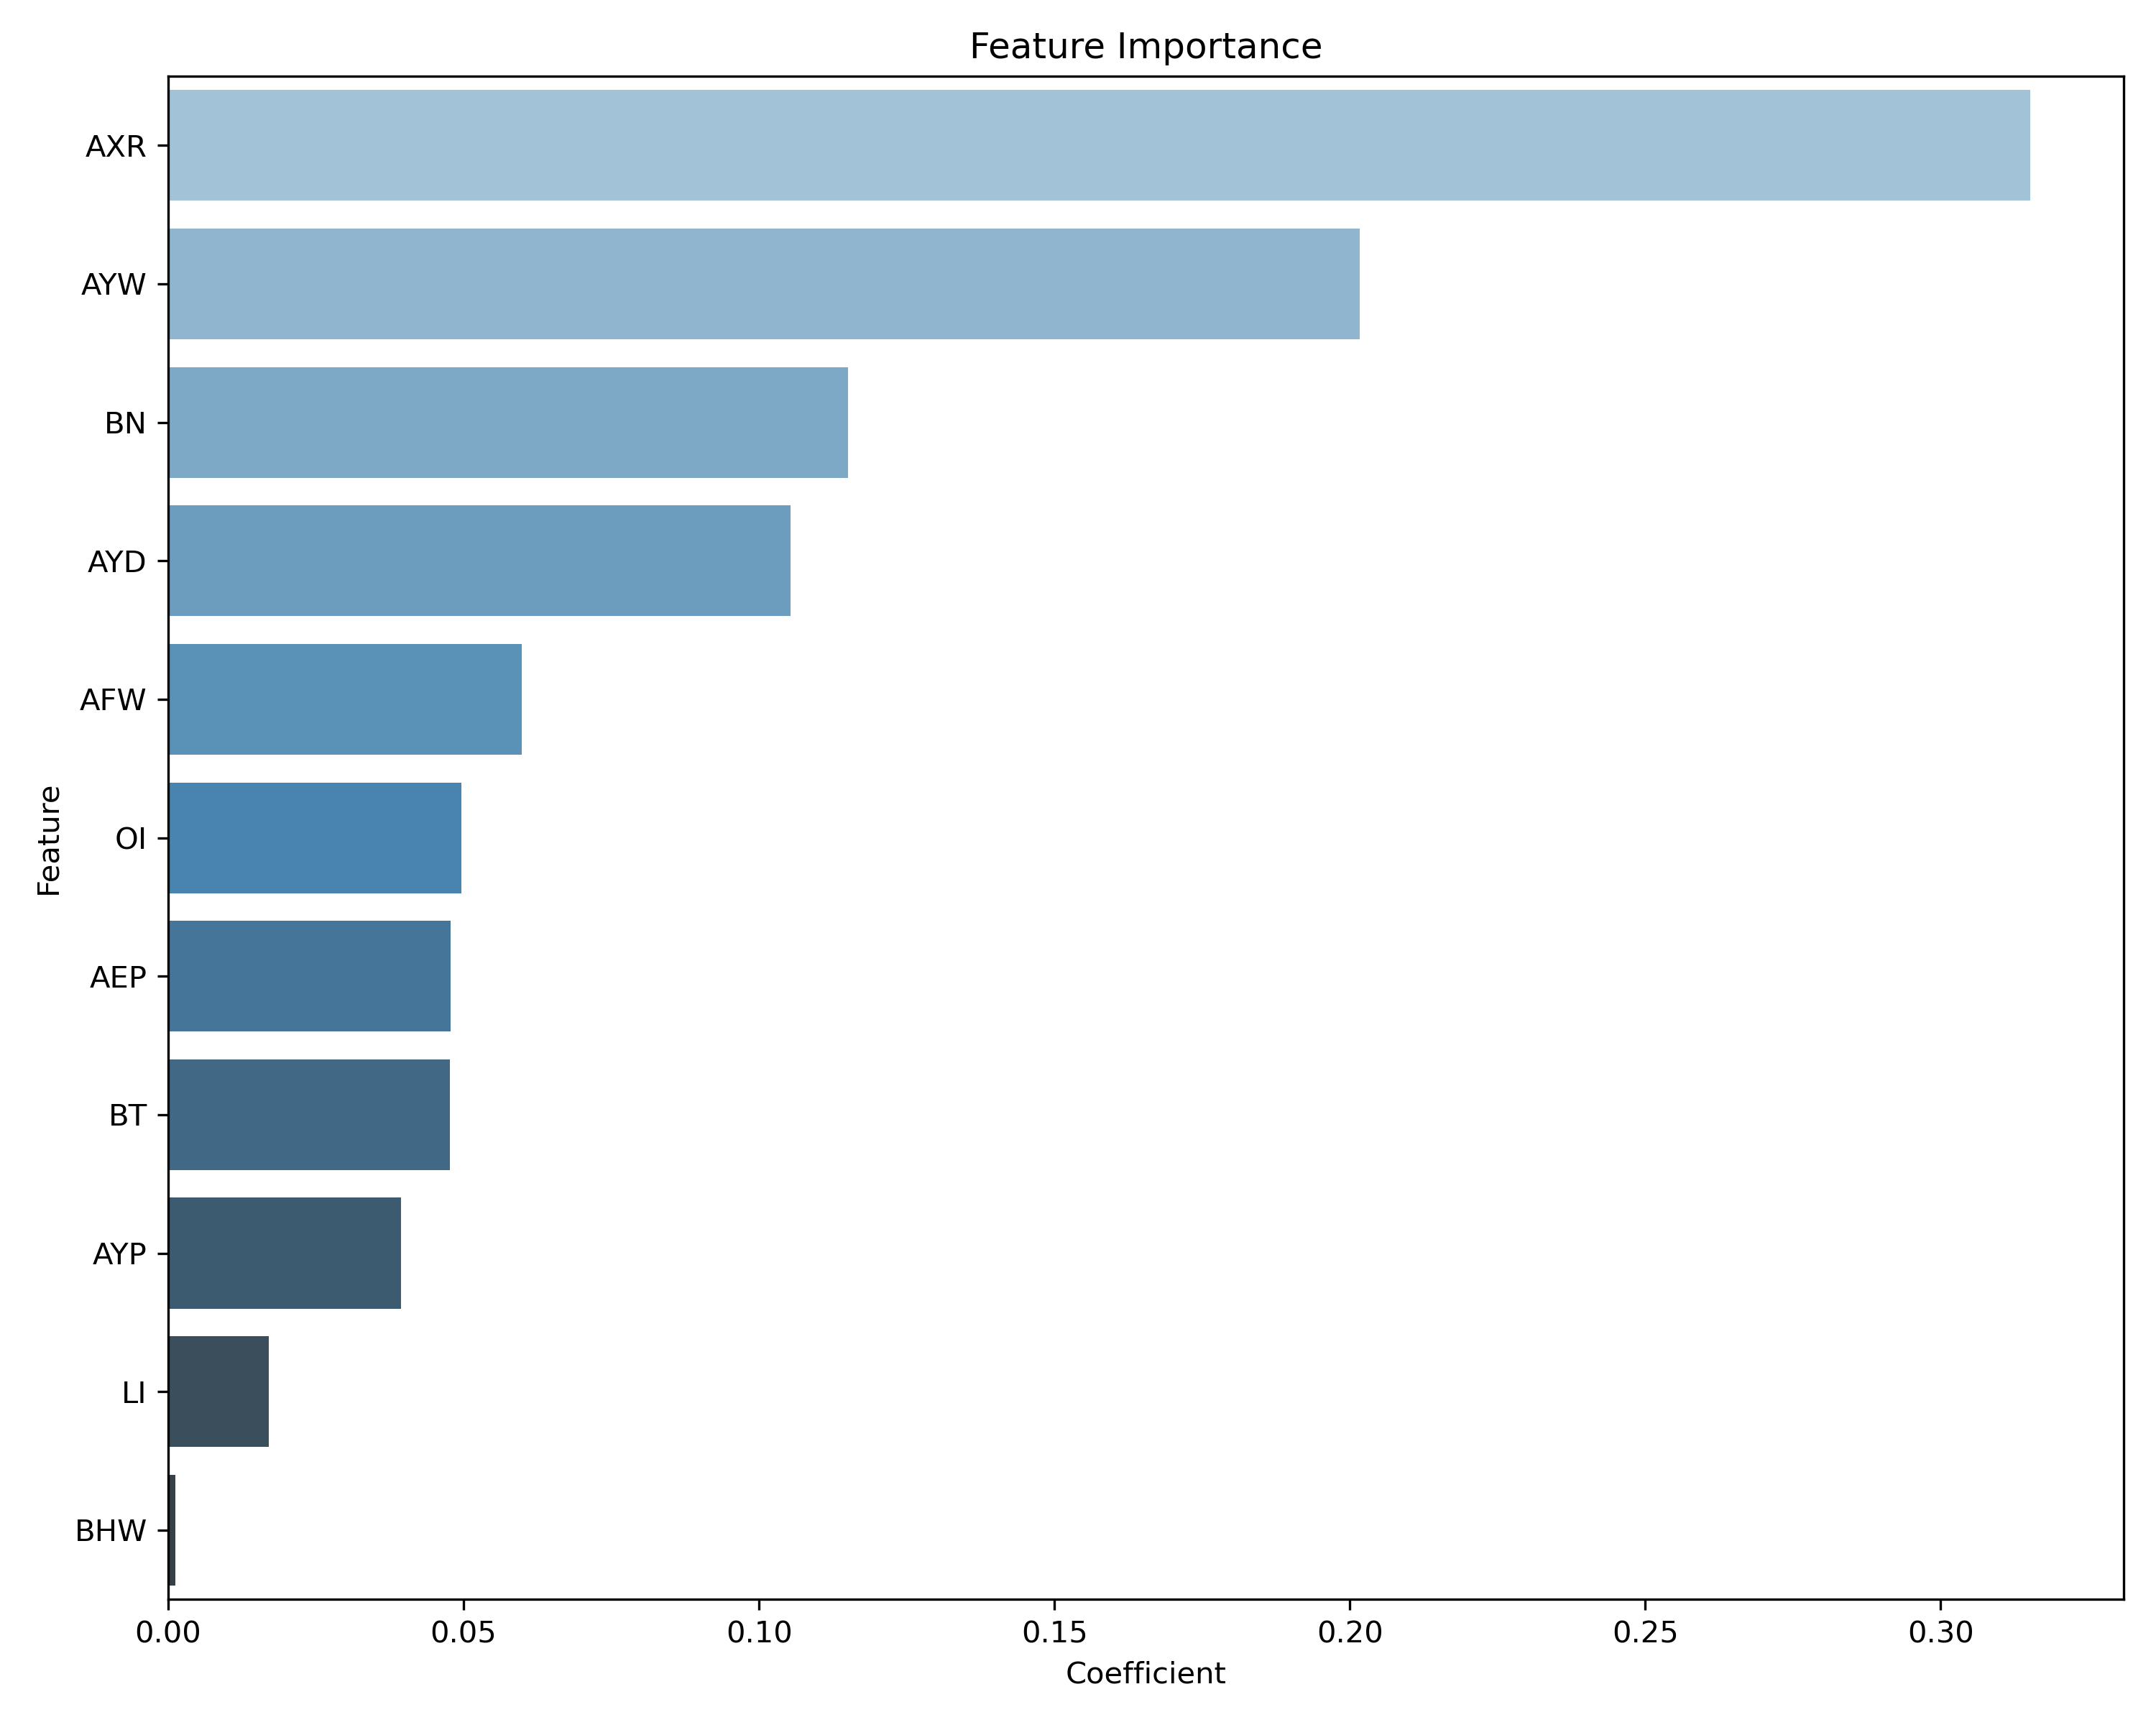 Feature Importance
AXR
AYW
BN
AYD
AFW
OI
AEP
BT
AYP
LI
BHW
Feature
0.00 0.05 0.10 0.15 0.20 0.25 0.30
Coefficient